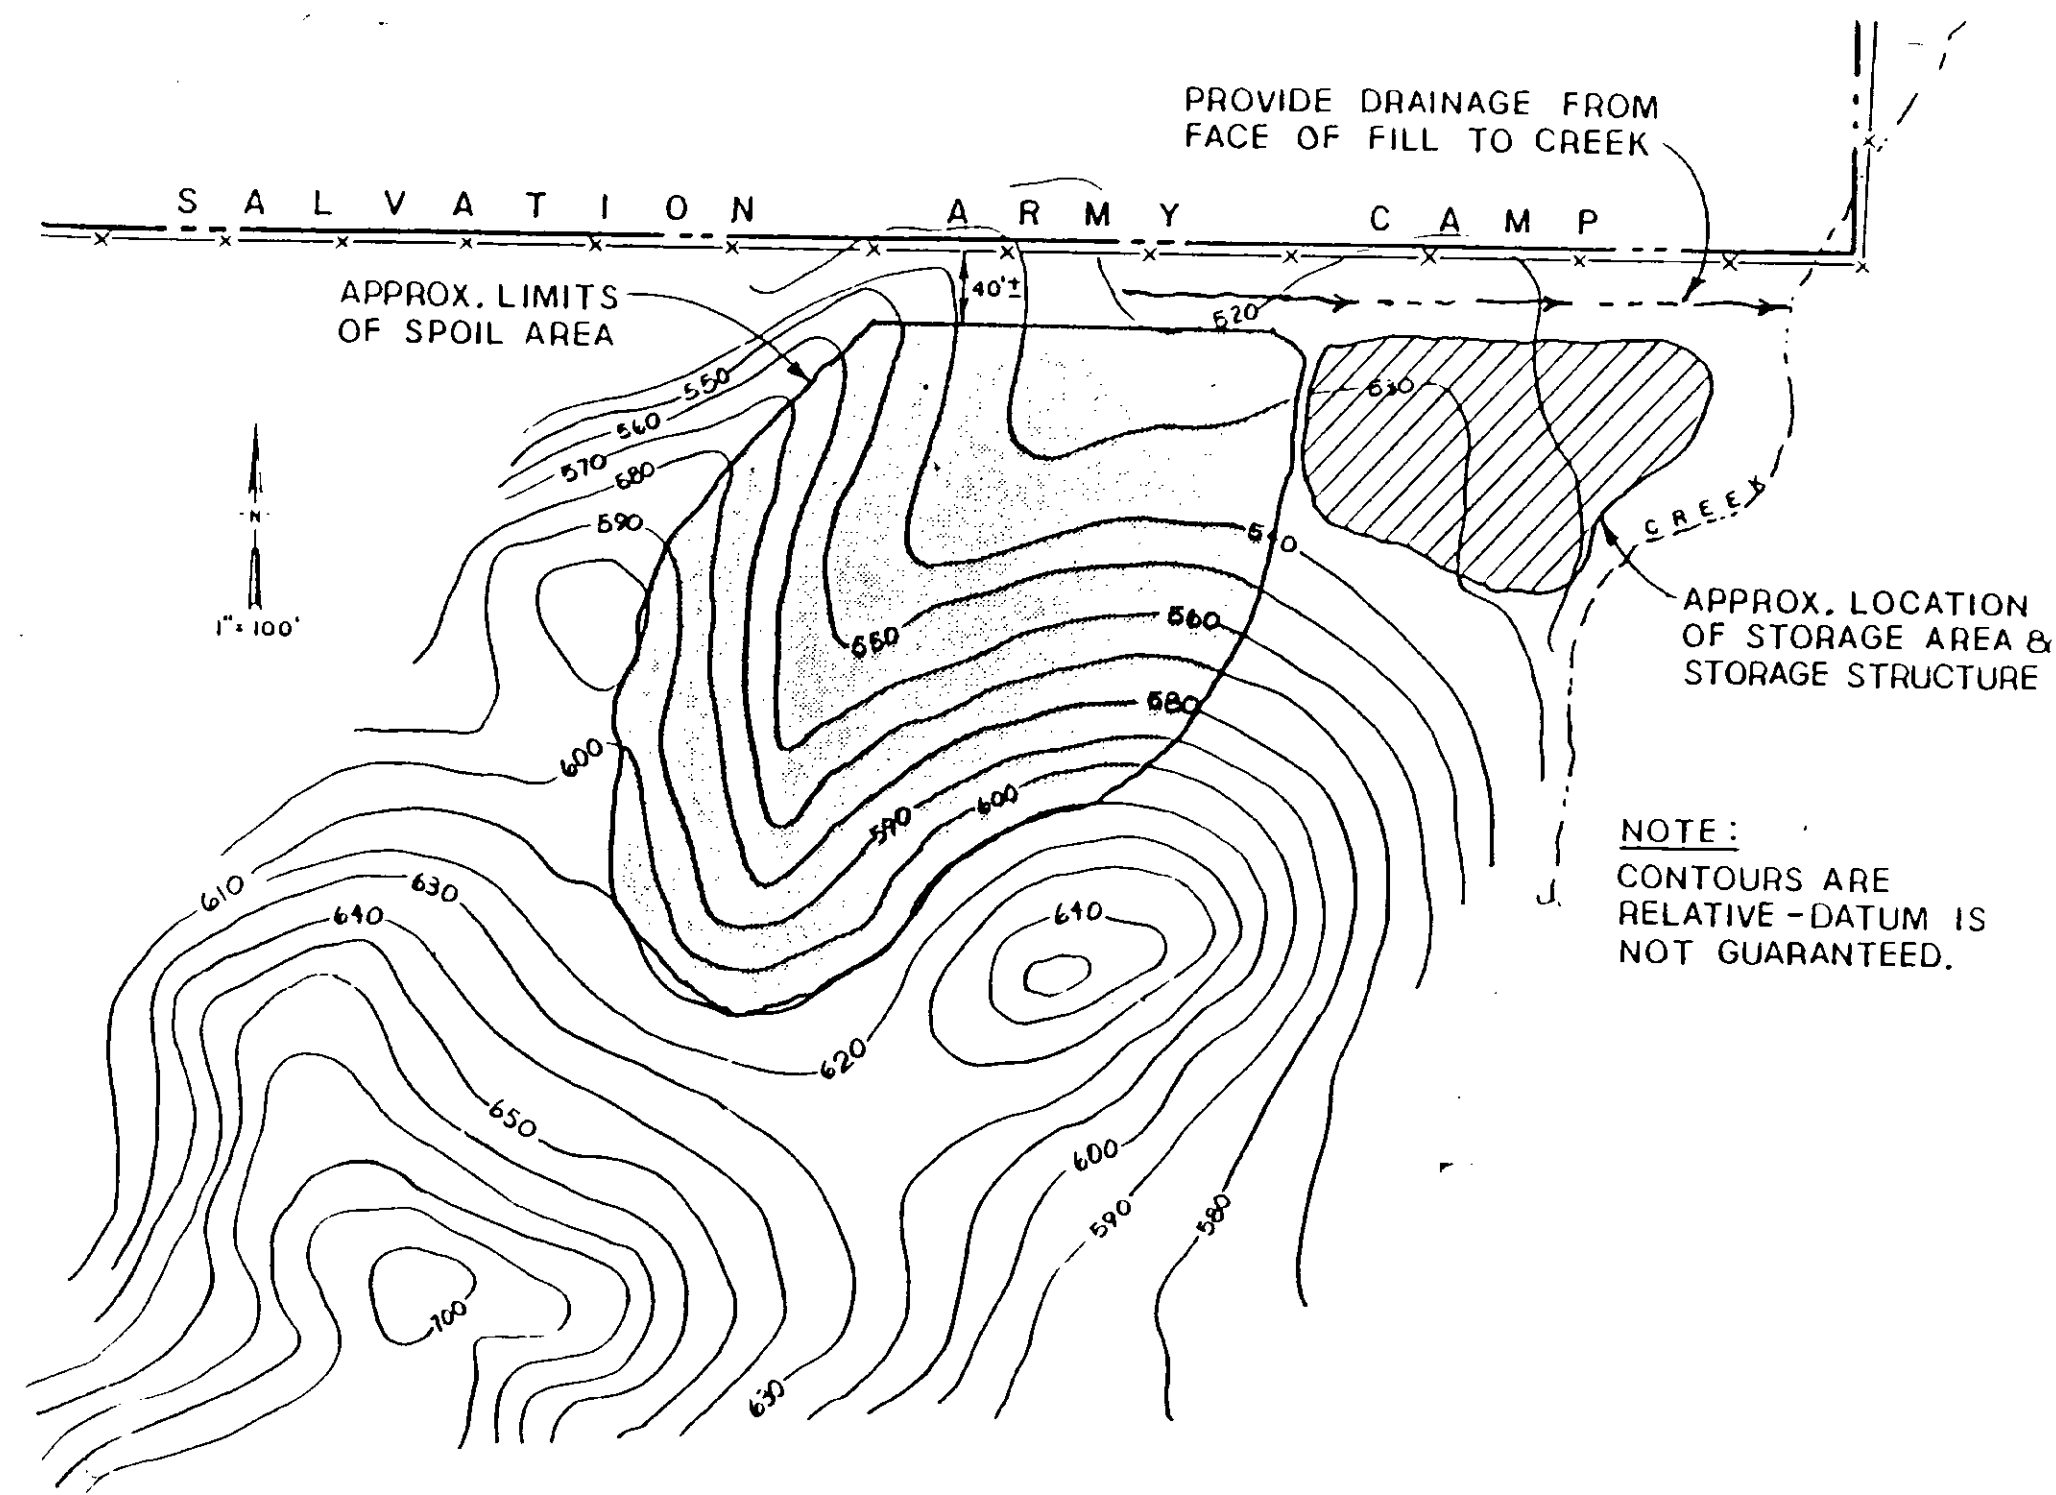 PROVIDE DRAINAGE FROM
FACE OF FILL TO CREEK
SALVATION ARMY CAMP
APPROX. LIMITS
OF SPOIL AREA
40'±
520
550
530
560
570
580
590
540
N
1" = 100'
CREEK
APPROX. LOCATION
OF STORAGE AREA &
STORAGE STRUCTURE
550
560
580
600
590
600
NOTE:
CONTOURS ARE
RELATIVE - DATUM IS
NOT GUARANTEED.
610
630
640
640
620
650
600
590
580
700
630